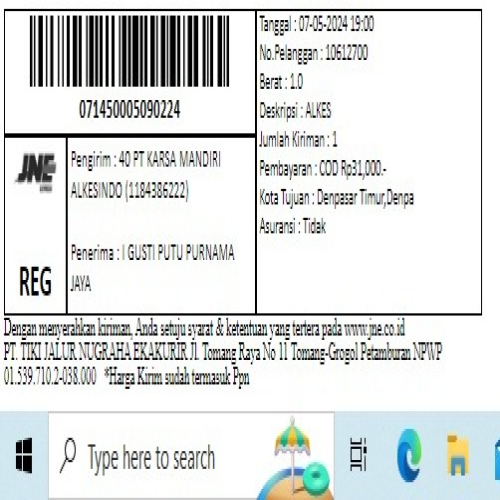 071450005090224
Tanggal : 07-05-2024 19:00
No.Pelanggan : 10612700
Berat : 1.0
Deskripsi : ALKES
Jumlah Kiriman : 1
Pembayaran : COD Rp31,000.-
Kota Tujuan : Denpasar Timur,Denpa
Asuransi : Tidak
JNE
REG
Pengirim : 40 PT KARSA MANDIRI
ALKESINDO (1184386222)
Penerima : I GUSTI PUTU PURNAMA
JAYA
Dengan menyerahkan kiriman, Anda setuju syarat & ketentuan yang tertera pada www.jne.co.id
PT. TIKI JALUR NUGRAHA EKAKURIR Jl. Tomang Raya No 11 Tomang-Grogol Petamburan NPWP
01.539.710.2-038.000 *Harga Kirim sudah termasuk Ppn
Type here to search